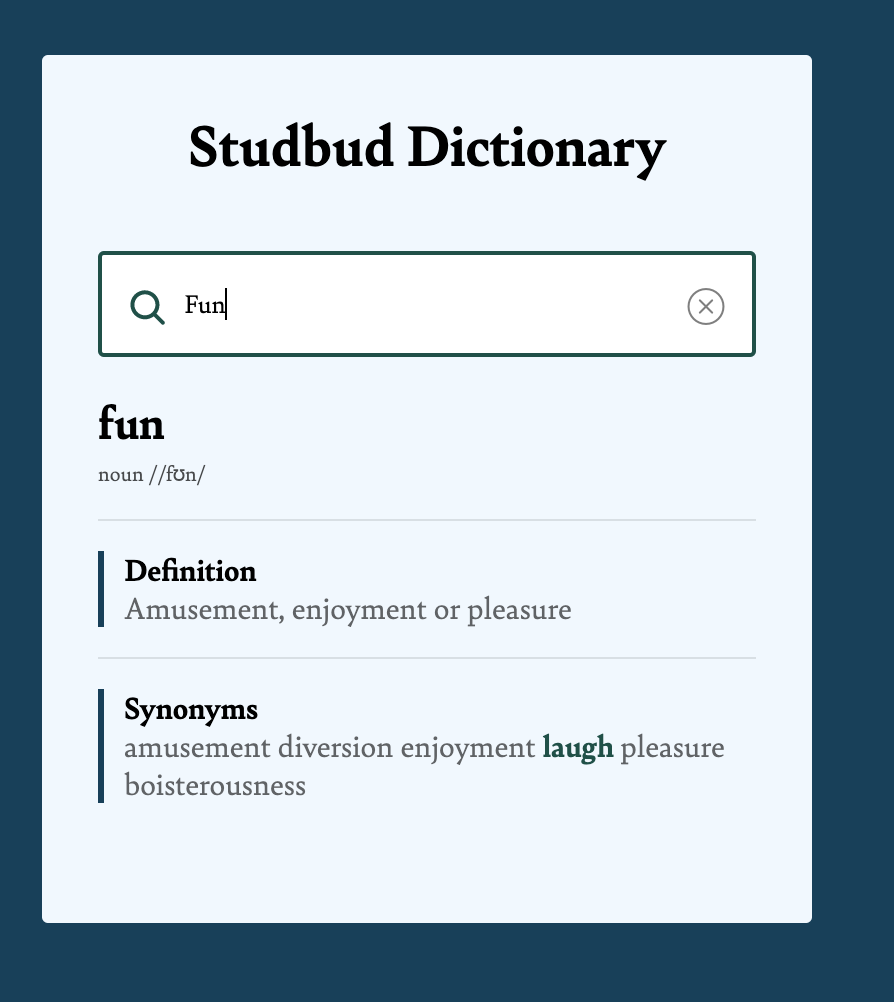 Studbud Dictionary
Fun
fun
noun //fʊn/
Definition
Amusement, enjoyment or pleasure
Synonyms
amusement diversion enjoyment laugh pleasure
boisterousness